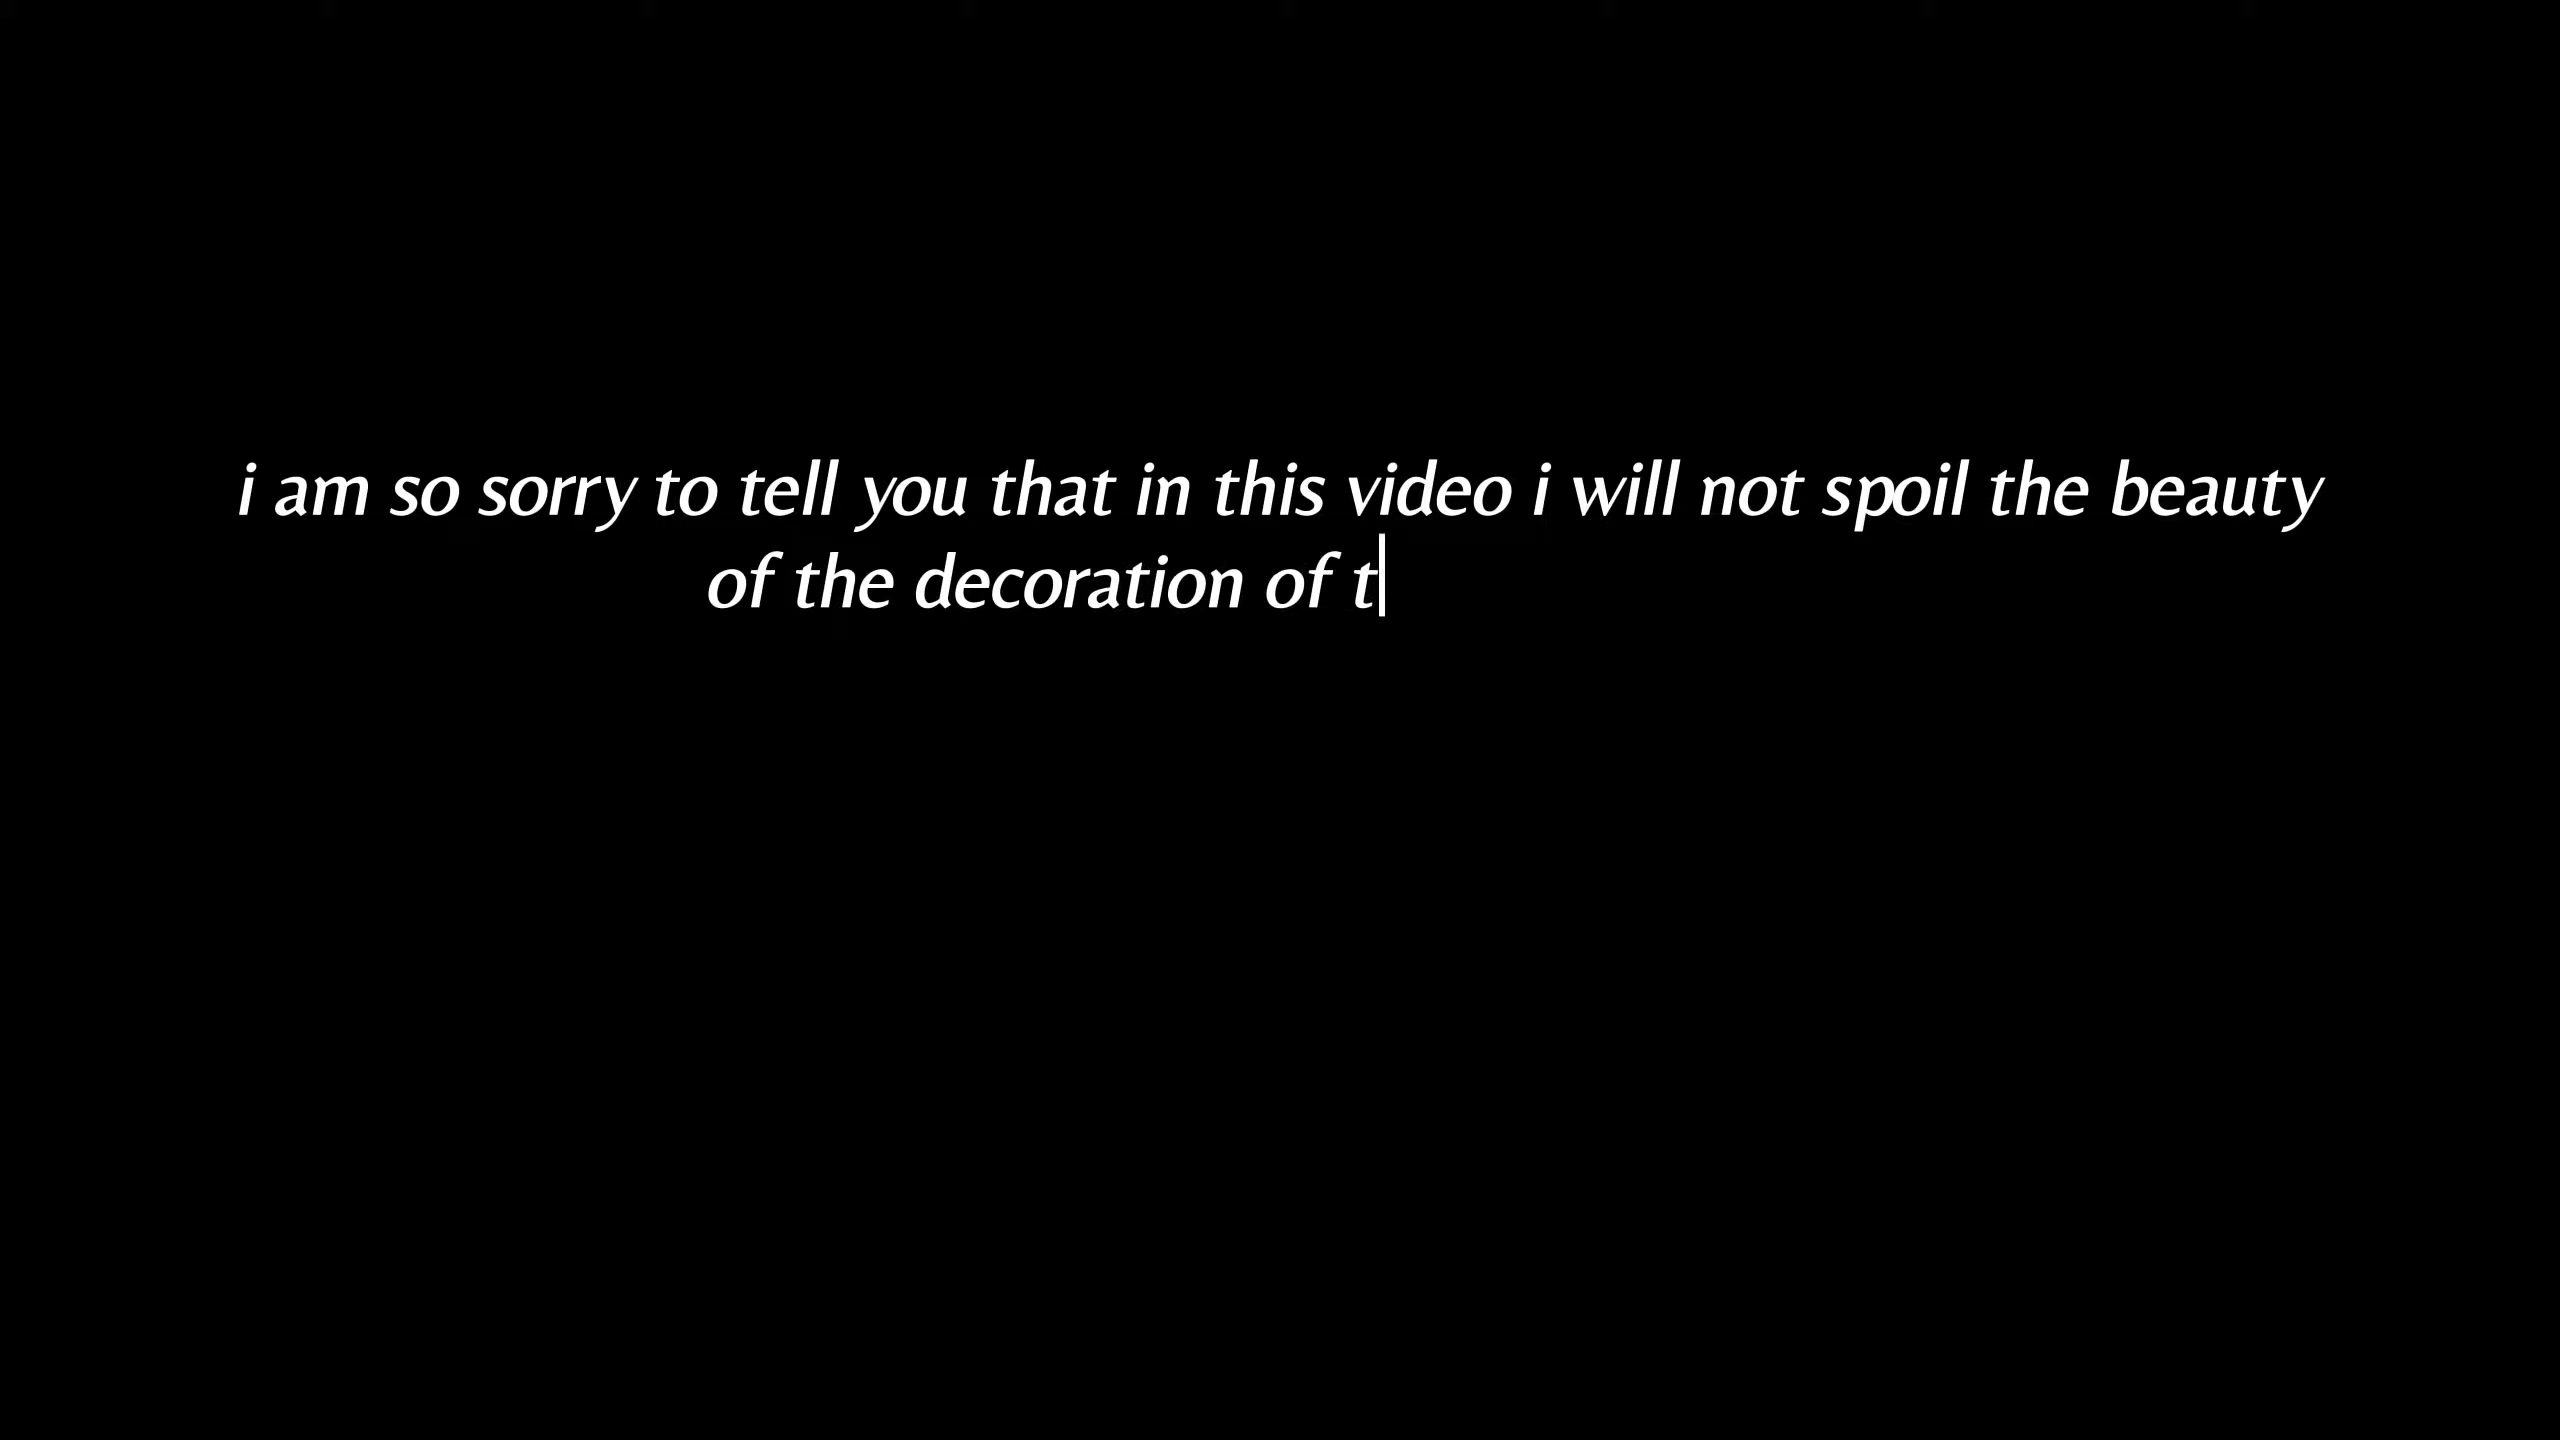 i am so sorry to tell you that in this video i will not spoil the beauty
of the decoration of t